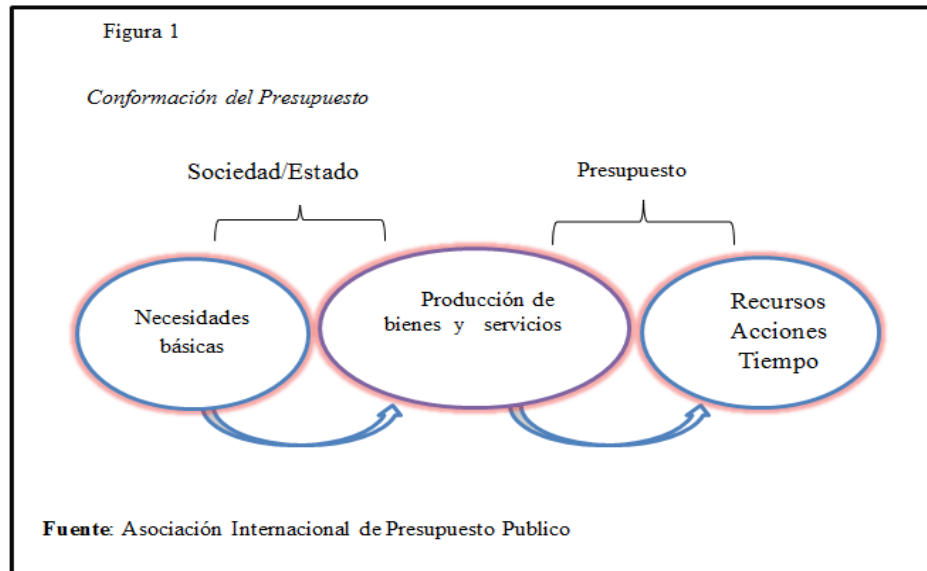 Figura 1
Conformación del Presupuesto
Sociedad/Estado
Presupuesto
Necesidades
básicas
Producción de
bienes y servicios
Recursos
Acciones
Tiempo
Fuente: Asociación Internacional de Presupuesto Publico